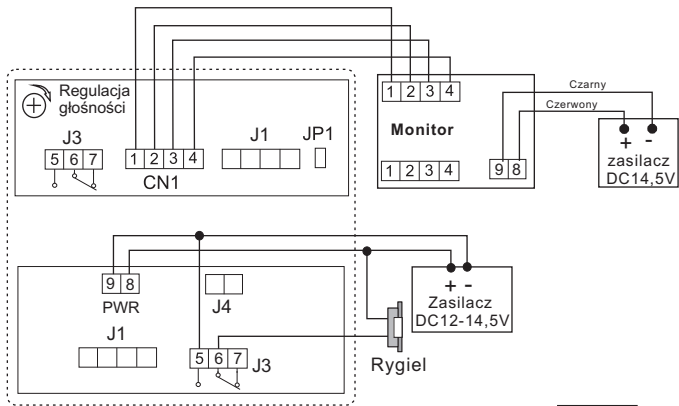 Regulacja
głośności
J3
5 6 7
1 2 3 4
CN1
J1
JP1
1 2 3 4
Monitor
1 2 3 4
9 8
Czarny
Czerwony
+ -
zasilacz
DC14,5V
9 8
PWR
J4
J1
5 6 7
J3
+ -
Zasilacz
DC12-14,5V
Rygiel